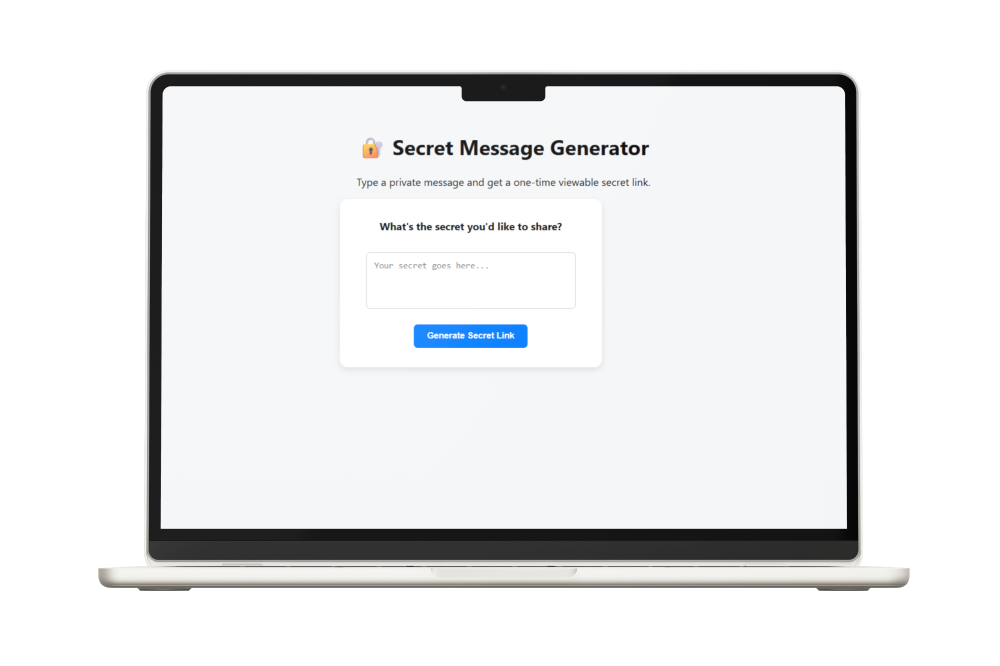 🔐 Secret Message Generator
Type a private message and get a one-time viewable secret link.
What's the secret you'd like to share?
Your secret goes here...
Generate Secret Link